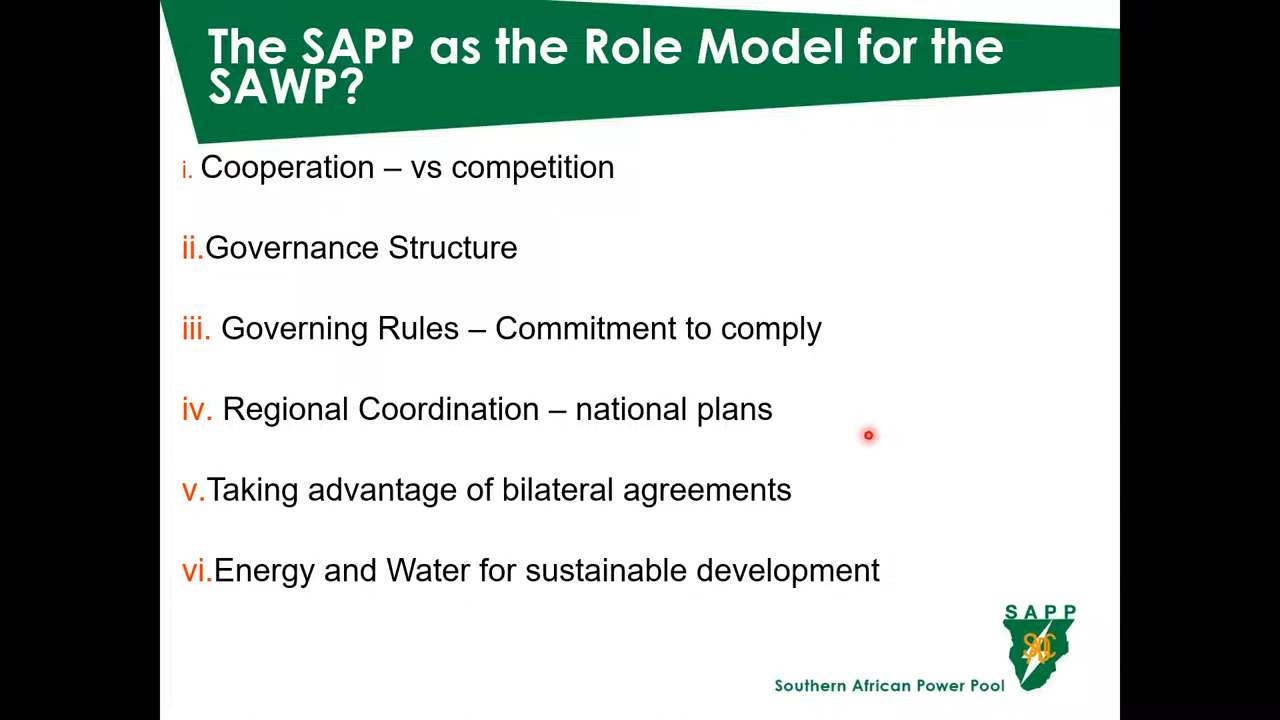 The SAPP as the Role Model for the
SAWP?
i. Cooperation – vs competition
ii.Governance Structure
iii. Governing Rules – Commitment to comply
iv. Regional Coordination – national plans
v.Taking advantage of bilateral agreements
vi.Energy and Water for sustainable development
SAPP
Southern African Power Pool